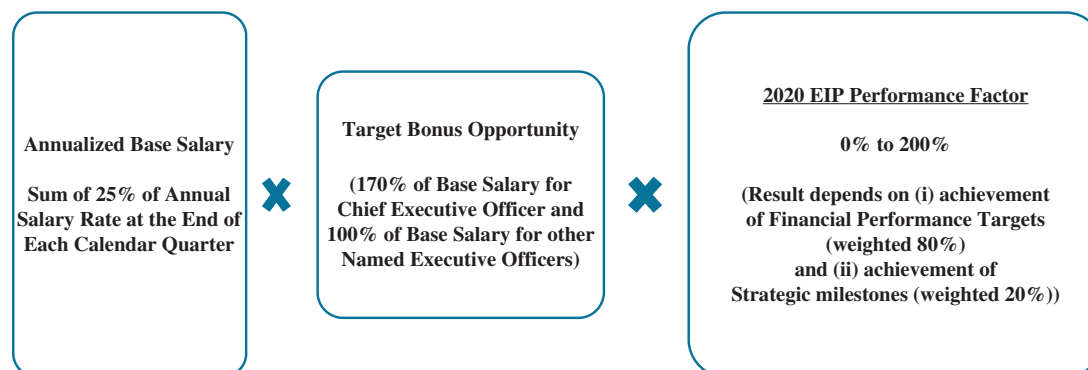 Annualized Base Salary
Sum of 25% of Annual
Salary Rate at the End of
Each Calendar Quarter
Target Bonus Opportunity
(170% of Base Salary for
Chief Executive Officer and
100% of Base Salary for other
Named Executive Officers)
2020 EIP Performance Factor
0% to 200%
(Result depends on (i) achievement
of Financial Performance Targets
(weighted 80%)
and (ii) achievement of
Strategic milestones (weighted 20%))